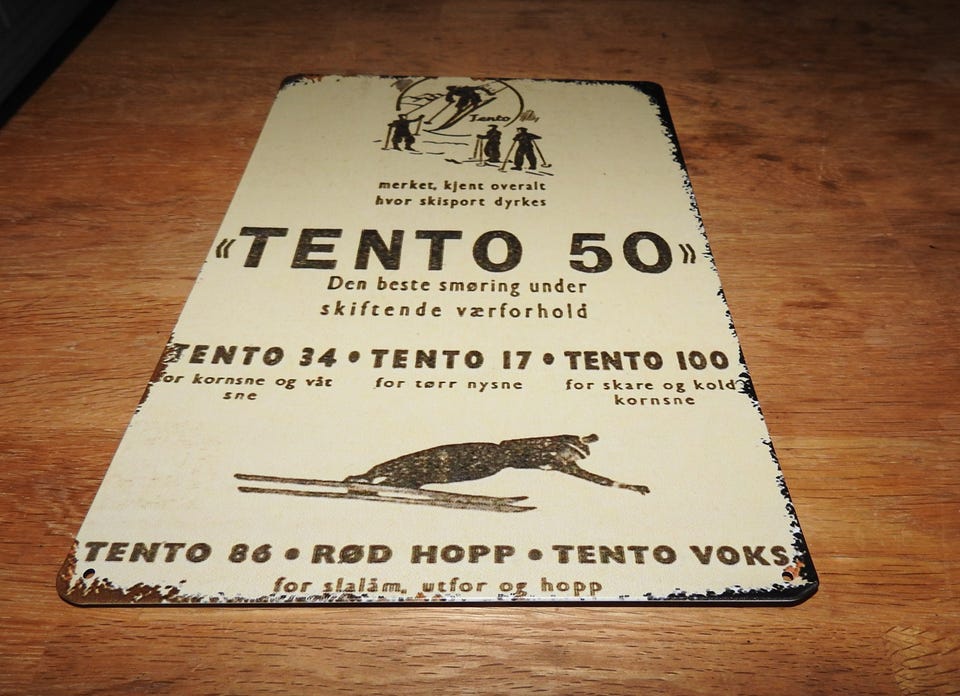 Tento
merket, kjent overalt
hvor skisport dyrkes
«TENTO 50»
Den beste smøring under
skiftende værforhold
TENTO 34 • TENTO 17 • TENTO 100
or kornsne og våt
sne
for tørr nysne
for skare og kold
kornsne
TENTO 86 • RØD HOPP • TENTO VOKS
for slalåm, utfor og hopp